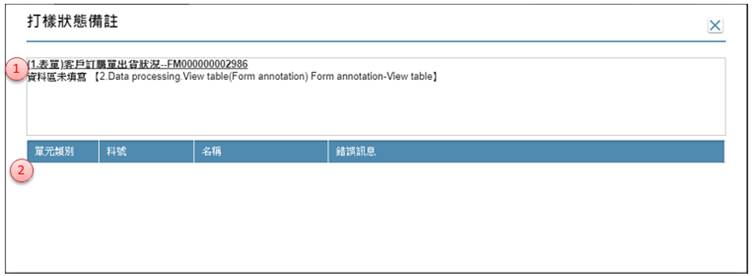 打樣狀態備註
1
(1.表單)客戶訂購單出貨狀況--FM000000002986
資料區未填寫 【2.Data processing.View table(Form annotation) Form annotation-View table】
單元類別 料號 名稱 錯誤訊息
2